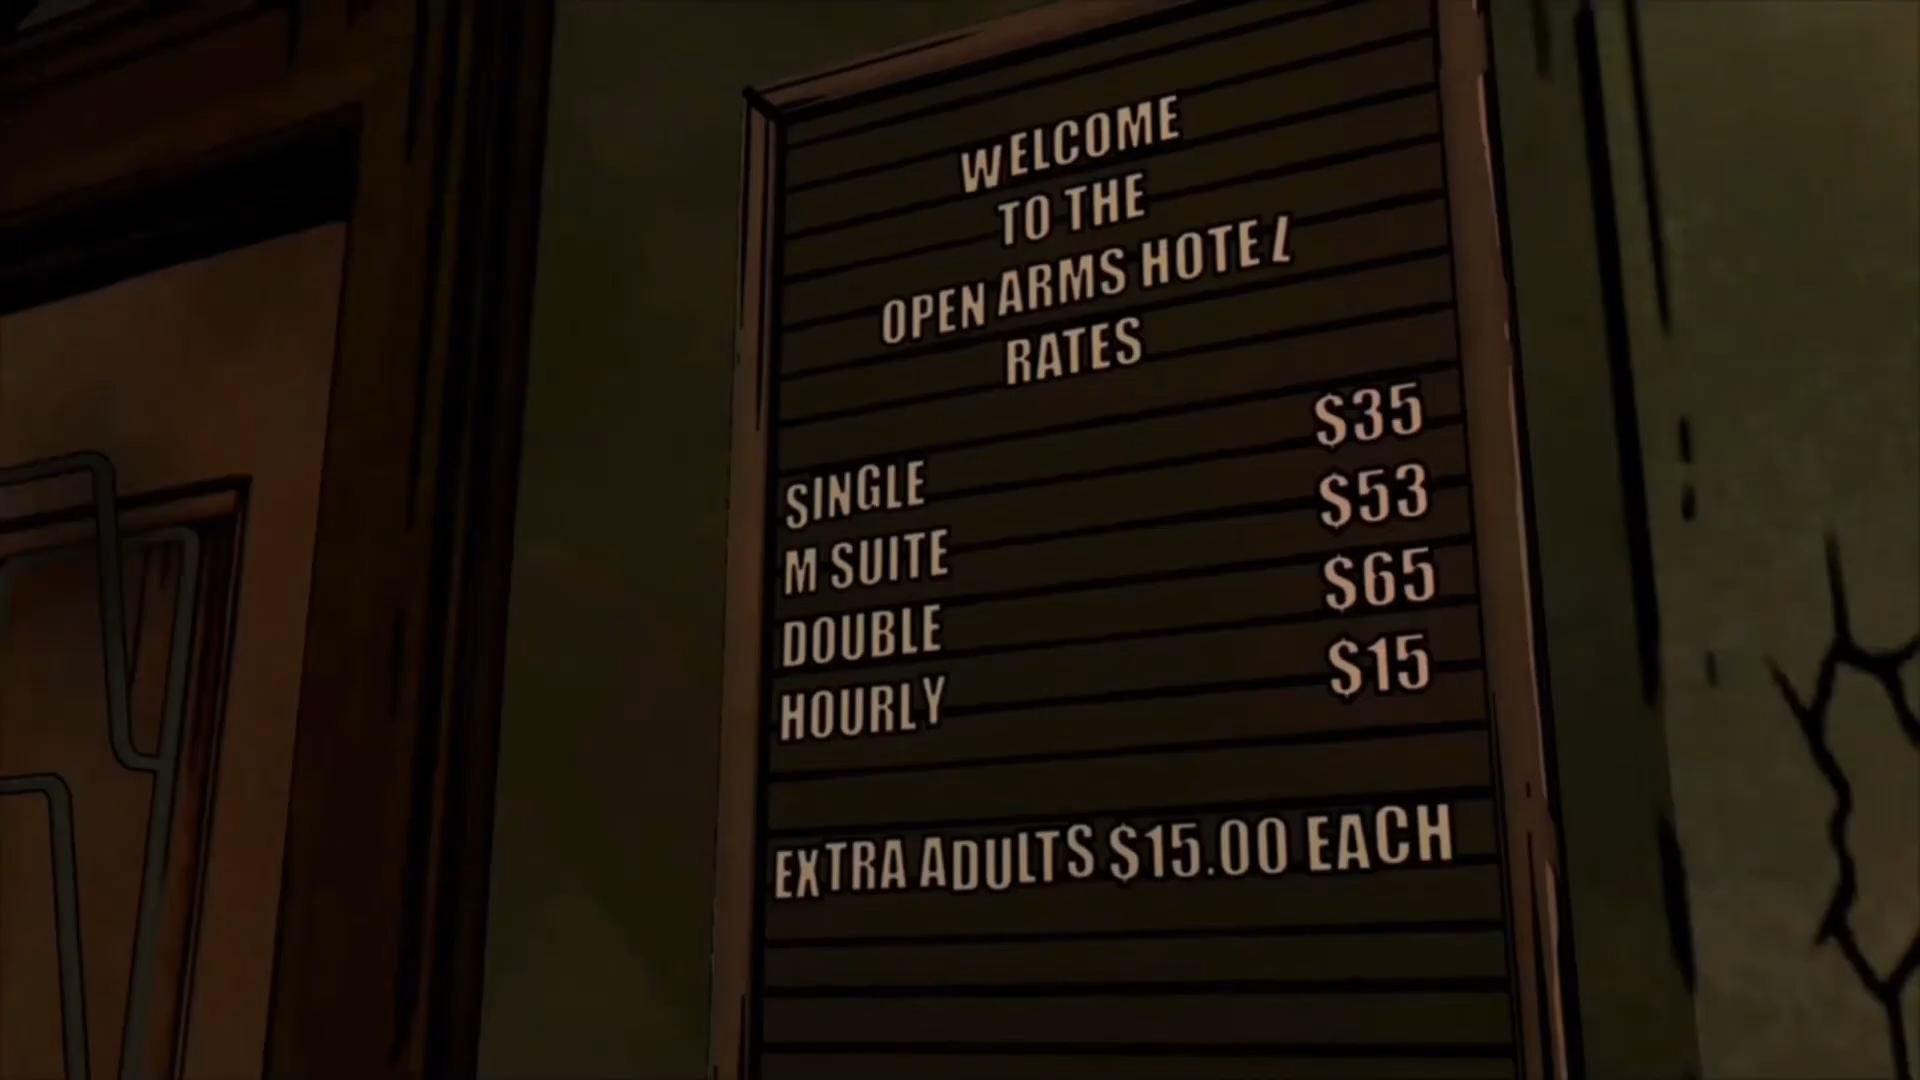 WELCOME
TO THE
OPEN ARMS HOTEL
RATES
SINGLE $35
M SUITE $53
DOUBLE $65
HOURLY $15
EXTRA ADULTS $15.00 EACH